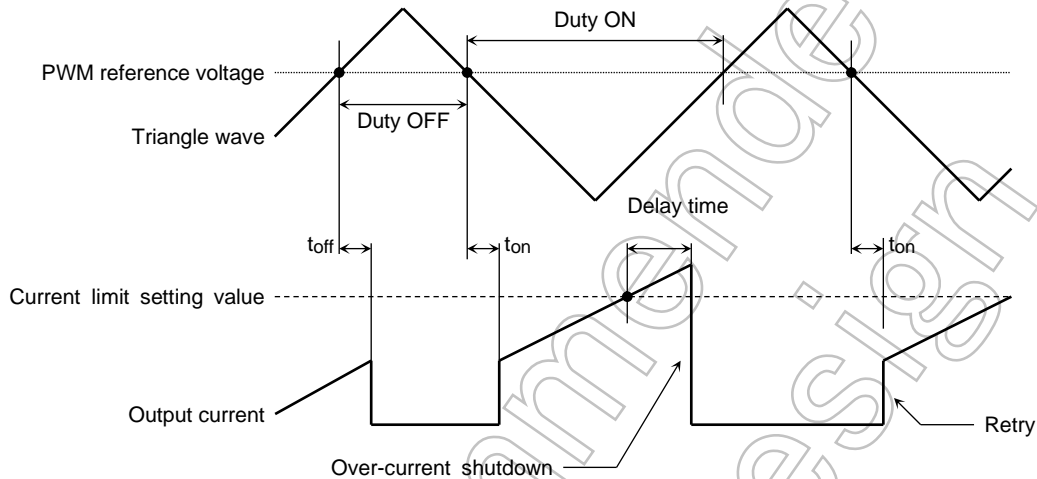 Duty ON
PWM reference voltage
Duty OFF
Triangle wave
Delay time
toff
ton
ton
Current limit setting value
Output current
Retry
Over-current shutdown